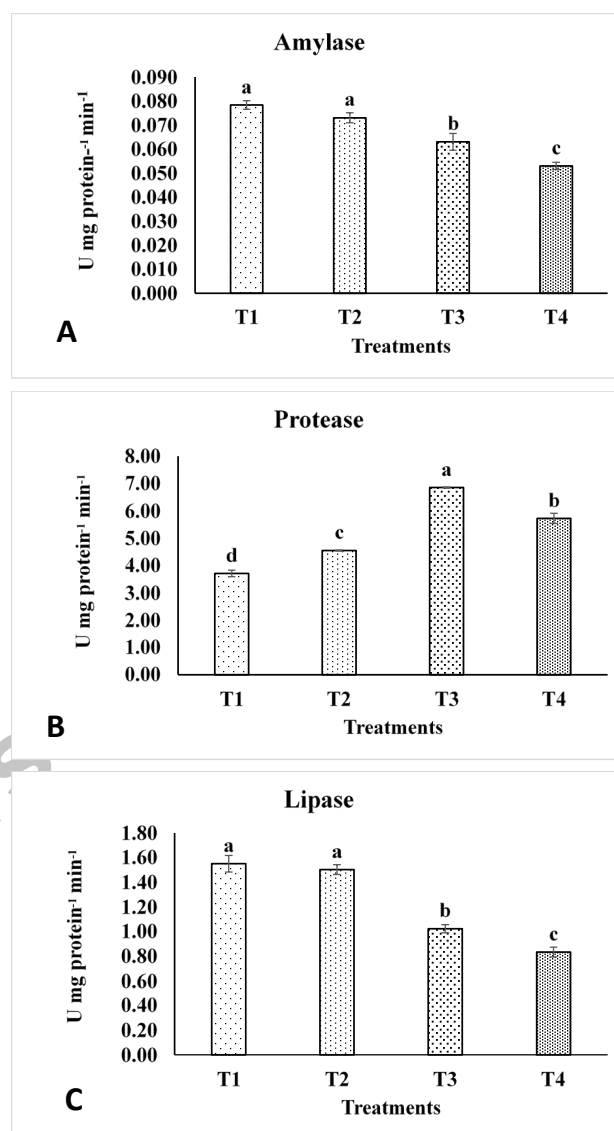 Amylase
U mg protein-⁻¹ min⁻¹
0.090
0.080
0.070
0.060
0.050
0.040
0.030
0.020
0.010
0.000
a
a
b
c
T1 T2 T3 T4
Treatments
A
Protease
U mg protein⁻¹ min⁻¹
8.00
7.00
6.00
5.00
4.00
3.00
2.00
1.00
0.00
d
c
a
b
T1 T2 T3 T4
Treatments
B
Lipase
U mg protein⁻¹ min⁻¹
1.80
1.60
1.40
1.20
1.00
0.80
0.60
0.40
0.20
0.00
a
a
b
c
T1 T2 T3 T4
Treatments
C